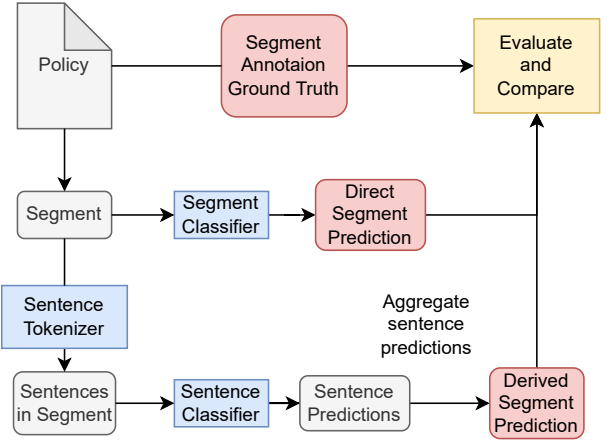 Policy
Segment
Annotaion
Ground Truth
Evaluate
and
Compare
Segment
Segment
Classifier
Direct
Segment
Prediction
Sentence
Tokenizer
Aggregate
sentence
predictions
Sentences
in Segment
Sentence
Classifier
Sentence
Predictions
Derived
Segment
Prediction